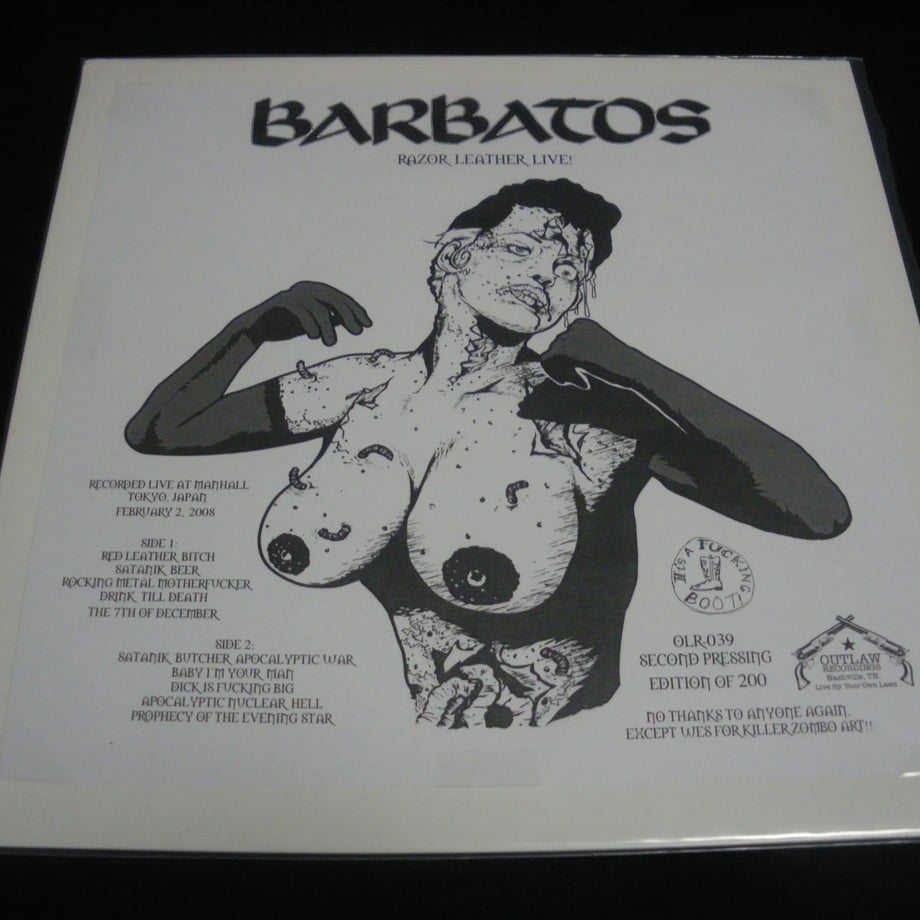 BARBATOS
RAZOR LEATHER LIVE!
RECORDED LIVE AT MANHALL
TOKYO, JAPAN
FEBRUARY 2, 2008
SIDE 1:
RED LEATHER BITCH
SATANIK BEER
ROCKING METAL MOTHERFUCKER
DRINK TILL DEATH
THE 7TH OF DECEMBER
SIDE 2:
SATANIK BUTCHER APOCALYPTIC WAR
BABY I'M YOUR MAN
DICK IS FUCKING BIG
APOCALYPTIC NUCLEAR HELL
PROPHECY OF THE EVENING STAR
It's A FUCKING
BOOT!
OLR-039
SECOND PRESSING
EDITION OF 200
OUTLAW
RECORDINGS
Nashville, TN.
Live By Your Own Laws
NO THANKS TO ANYONE AGAIN,
EXCEPT WES FOR KILLER ZOMBO ART!!